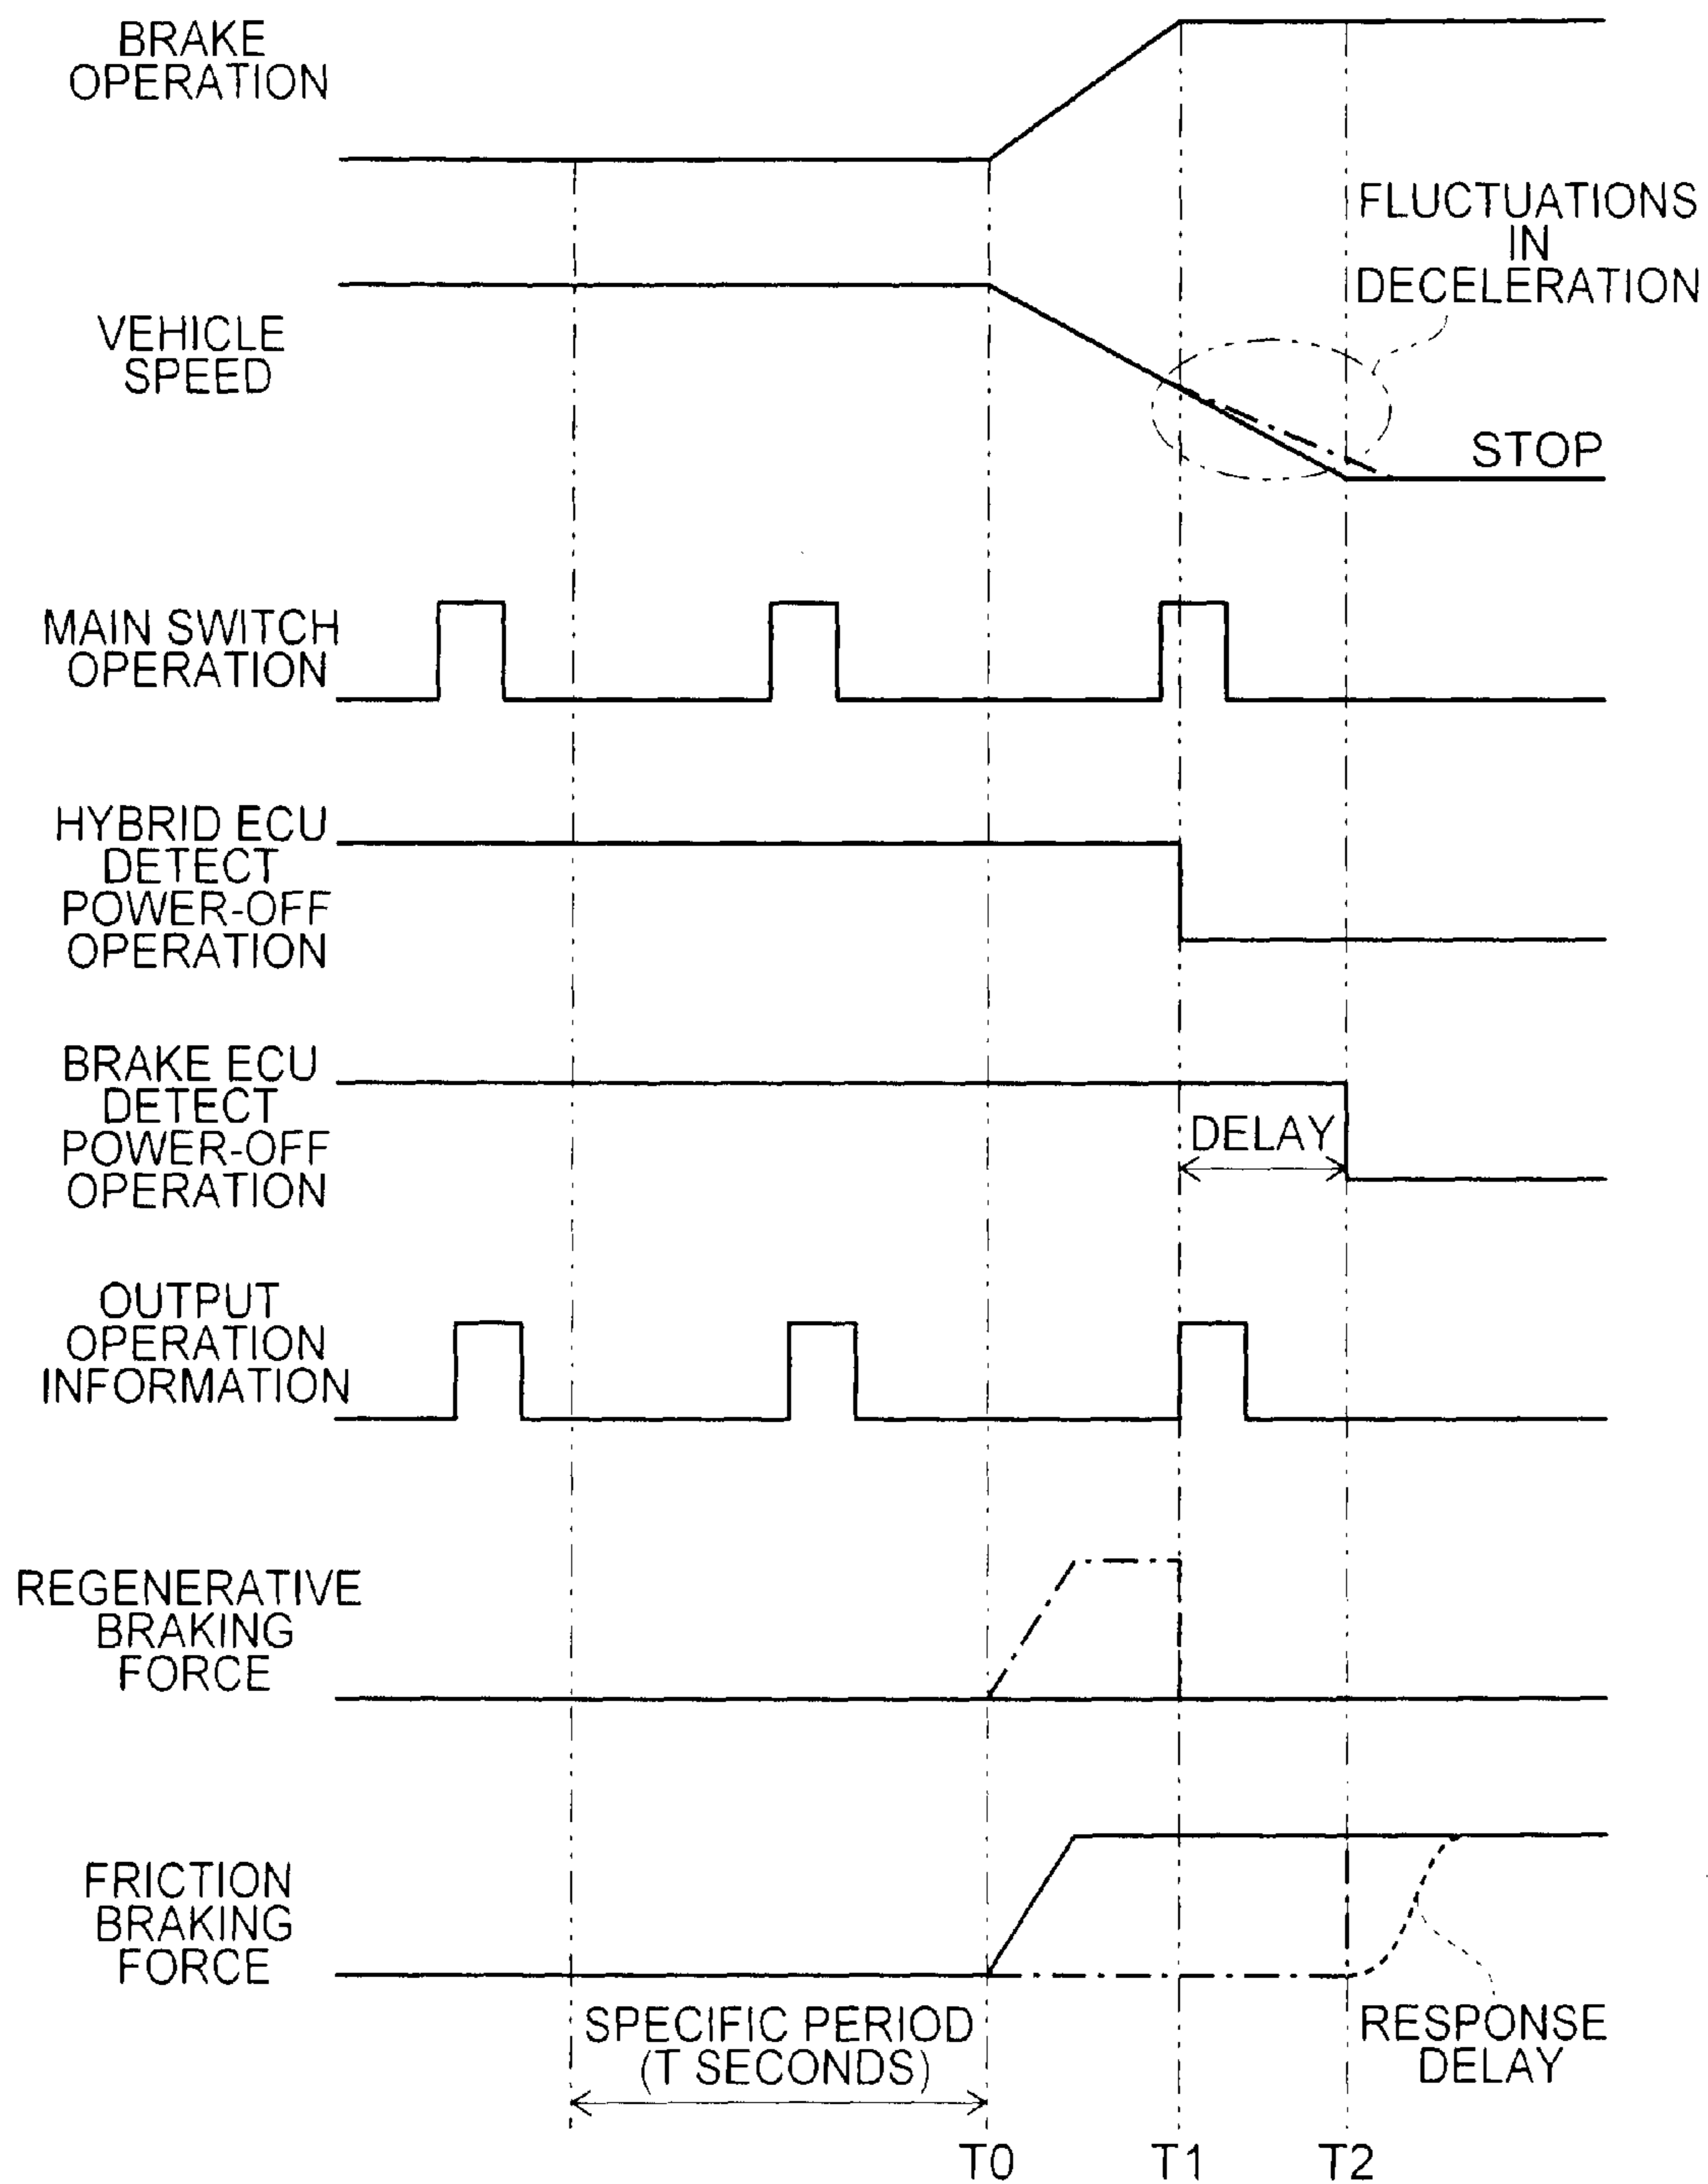 BRAKE
OPERATION
FLUCTUATIONS
IN
DECELERATION
VEHICLE
SPEED
STOP
MAIN SWITCH
OPERATION
HYBRID ECU
DETECT
POWER-OFF
OPERATION
BRAKE ECU
DETECT
POWER-OFF
OPERATION
DELAY
OUTPUT
OPERATION
INFORMATION
REGENERATIVE
BRAKING
FORCE
FRICTION
BRAKING
FORCE
SPECIFIC PERIOD
(T SECONDS)
RESPONSE
DELAY
T0
T1
T2